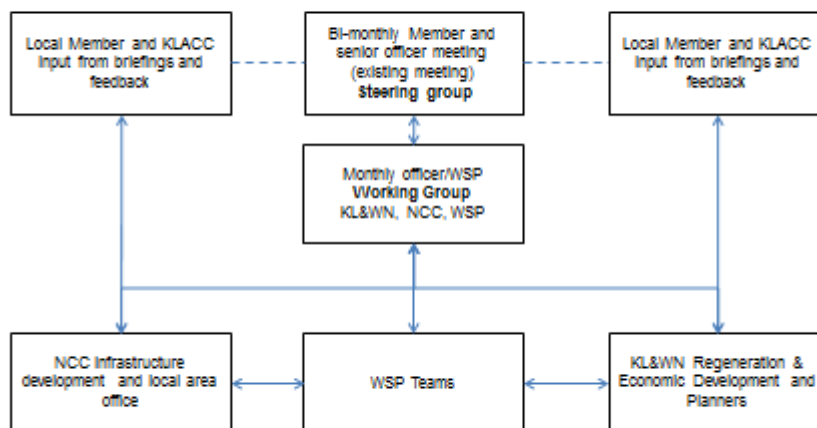 Local Member and KLACC
Input from briefings and
feedback
Bi-monthly Member and
senior officer meeting
(existing meeting)
Steering group
Local Member and KLACC
Input from briefings and
feedback
Monthly officer/WSP
Working Group
KL&WN, NCC, WSP
NCC Infrastructure
development and local area
office
WSP Teams
KL&WN Regeneration &
Economic Development and
Planners